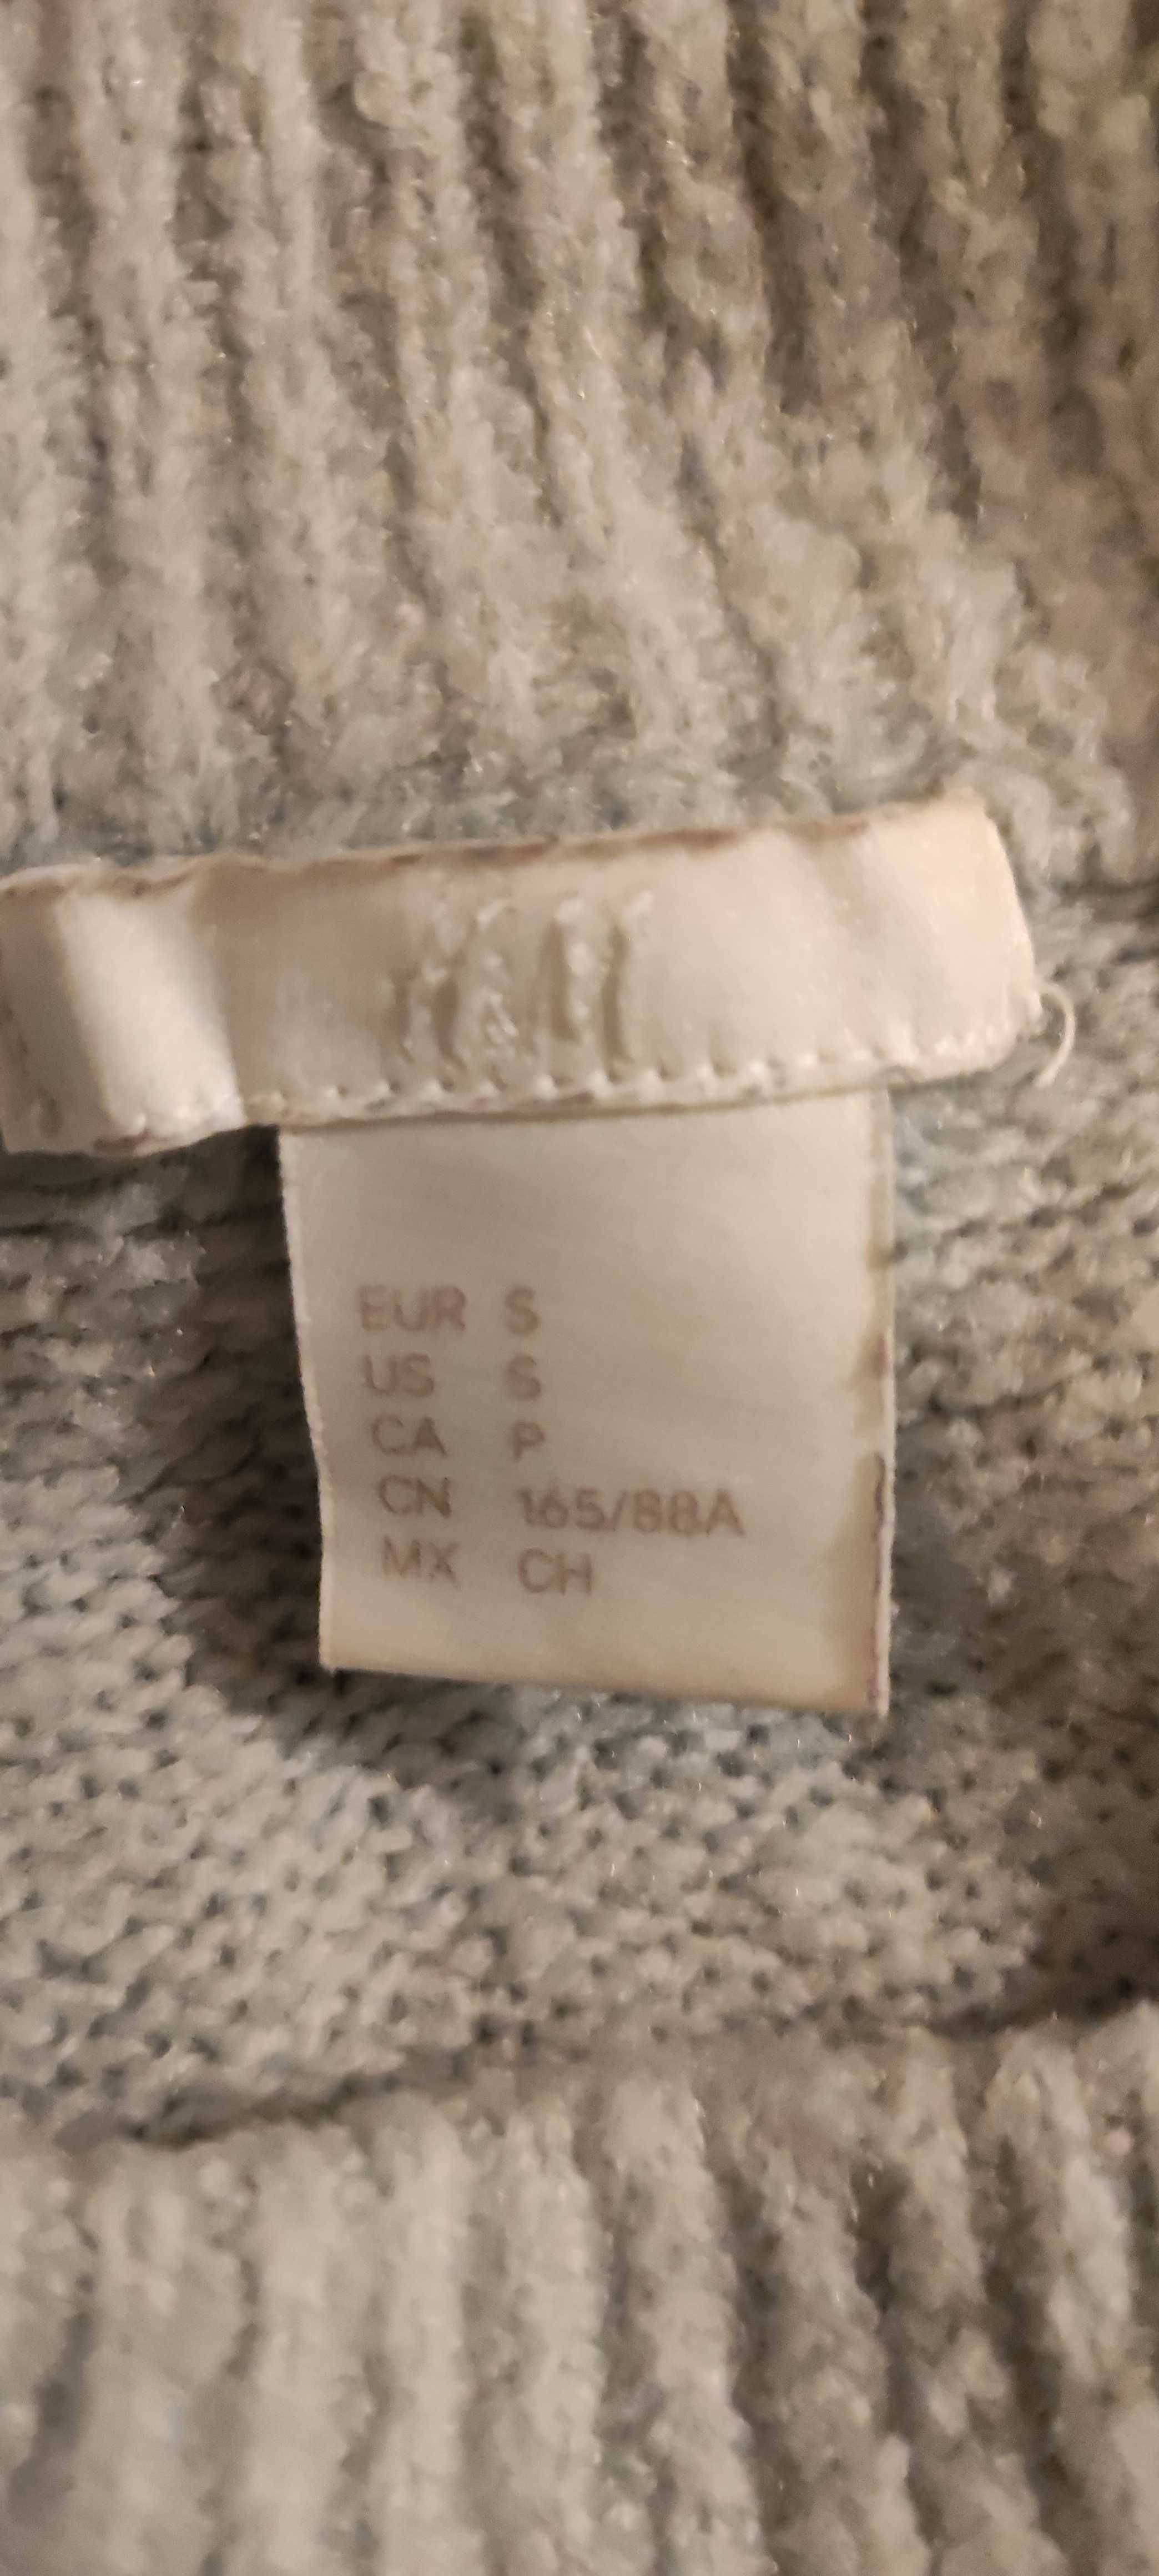 H&M
EUR S
US S
CA P
CN 165/88A
MX CH